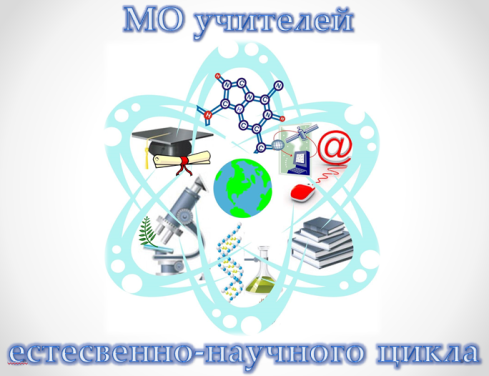 МО учителей
@
естесвенно-научного цикла